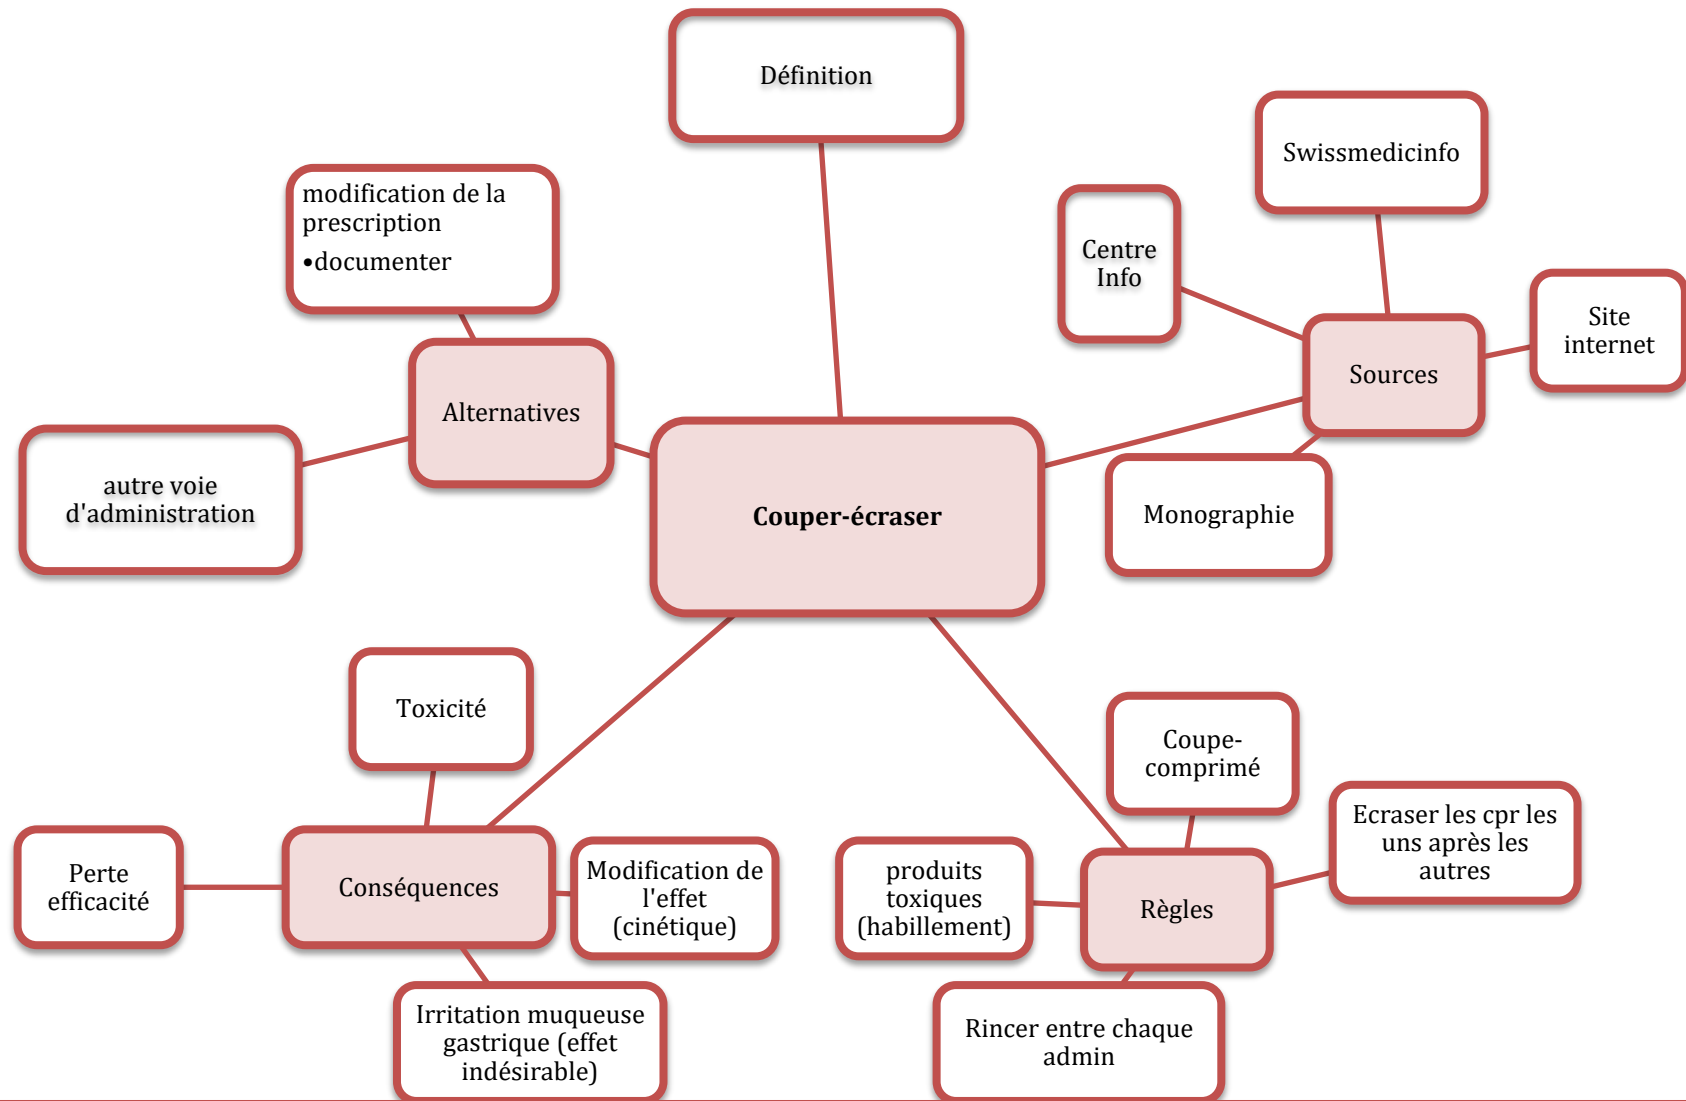 Définition
Swissmedicinfo
modification de la
prescription
•documenter
Centre
Info
Site
internet
Sources
Alternatives
autre voie
d'administration
Couper-écraser
Monographie
Toxicité
Coupe-
comprimé
Ecraser les cpr les
uns après les
autres
Perte
efficacité
Conséquences
Modification de
l'effet
(cinétique)
produits
toxiques
(habillement)
Règles
Irritation muqueuse
gastrique (effet
indésirable)
Rincer entre chaque
admin